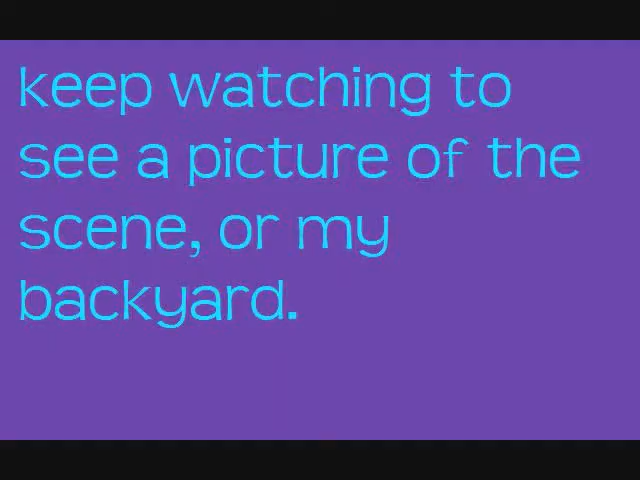 keep watching to
see a picture of the
scene, or my
backyard.